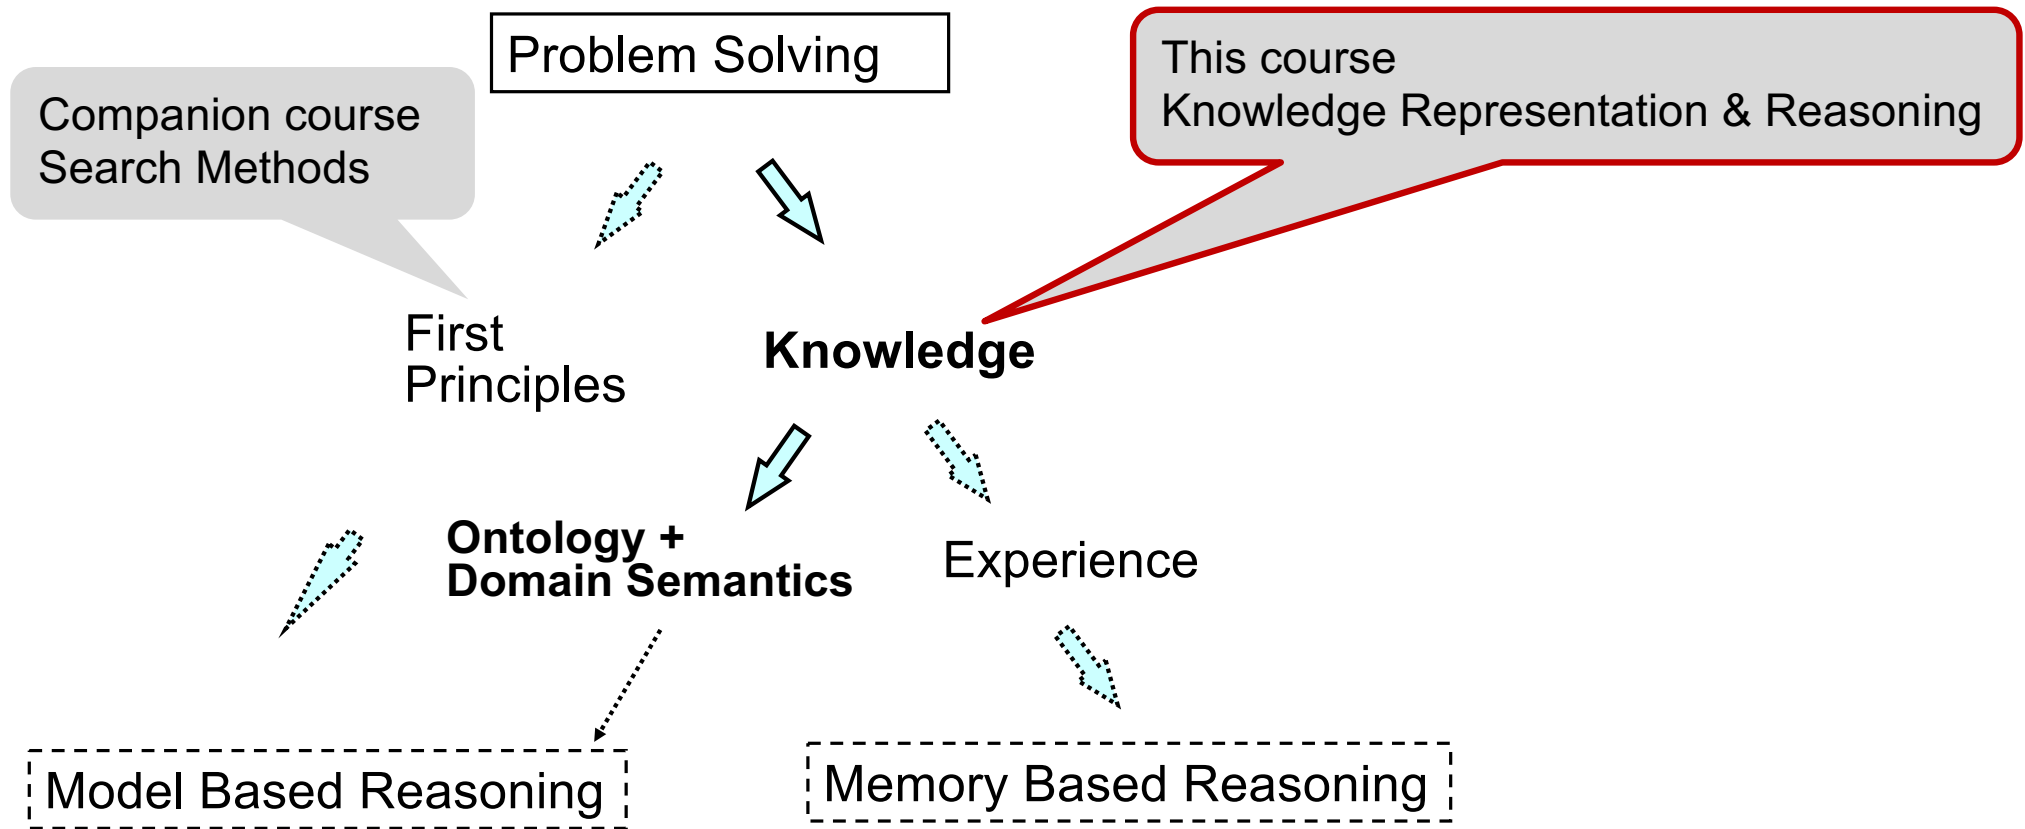 Problem Solving
This course
Knowledge Representation & Reasoning
Companion course
Search Methods
First
Principles
Knowledge
Ontology +
Domain Semantics
Experience
Model Based Reasoning
Memory Based Reasoning